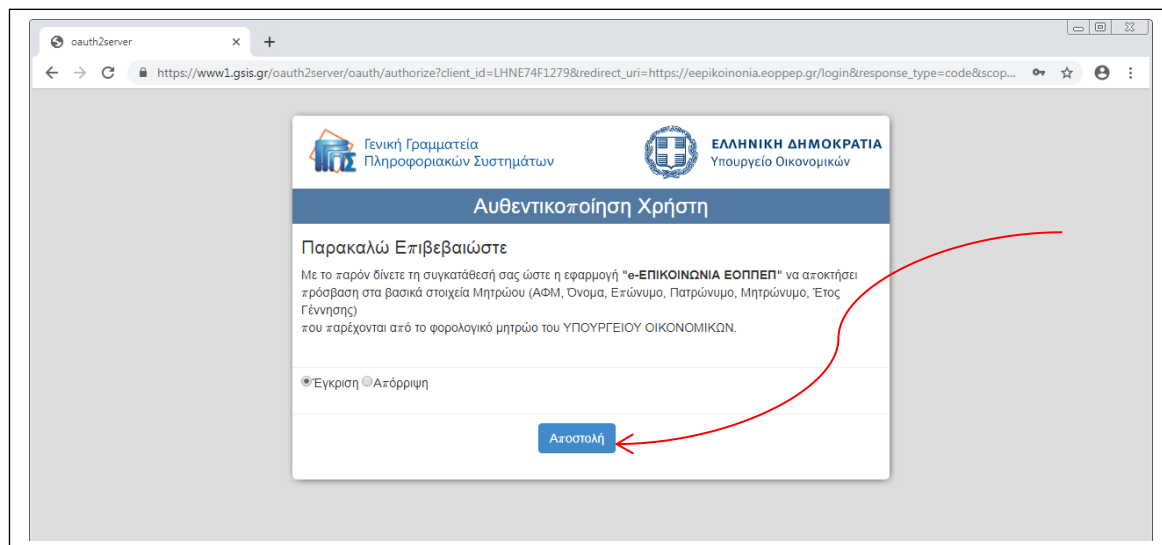 oauth2server
https://www1.gsis.gr/oauth2server/oauth/authorize?client_id=LHNE74F1279&redirect_uri=https://eepikoinonia.eoppep.gr/login&response_type=code&scop...
Γενική Γραμματεία
Πληροφοριακών Συστημάτων
ΕΛΛΗΝΙΚΗ ΔΗΜΟΚΡΑΤΙΑ
Υπουργείο Οικονομικών
Αυθεντικοποίηση Χρήστη
Παρακαλώ Επιβεβαιώστε
Με το παρόν δίνετε τη συγκατάθεσή σας ώστε η εφαρμογή "e-ΕΠΙΚΟΙΝΩΝΙΑ ΕΟΠΠΕΠ" να αποκτήσει
πρόσβαση στα βασικά στοιχεία Μητρώου (ΑΦΜ, Όνομα, Επώνυμο, Πατρώνυμο, Μητρώνυμο, Έτος
Γέννησης)
που παρέχονται από το φορολογικό μητρώο του ΥΠΟΥΡΓΕΙΟΥ ΟΙΚΟΝΟΜΙΚΩΝ.
Έγκριση Απόρριψη
Αποστολή